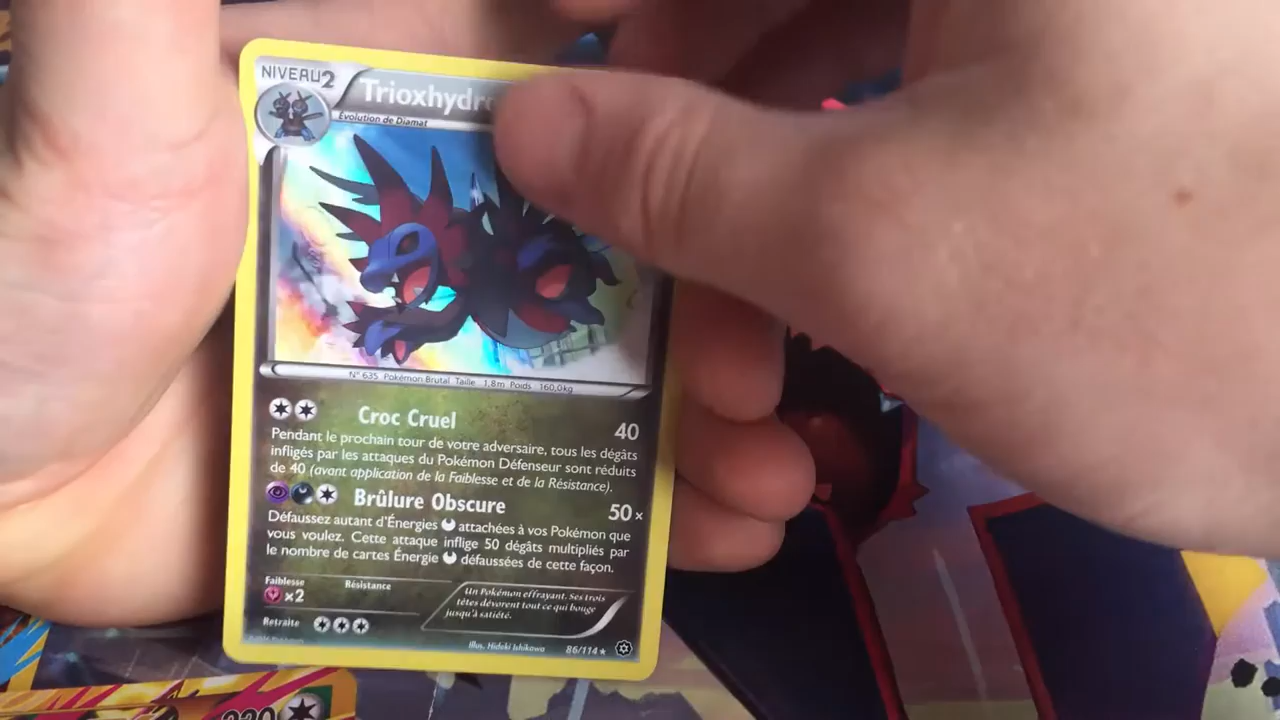 NIVEAU2
Trioxhydr
Évolution de Diamat
N° 635 Pokémon Brutal Taille 1,8m Poids 160,0kg
Croc Cruel 40
Pendant le prochain tour de votre adversaire, tous les dégâts
infligés par les attaques du Pokémon Défenseur sont réduits
de 40 (avant application de la Faiblesse et de la Résistance).
Brûlure Obscure 50×
Défaussez autant d'Énergies attachées à vos Pokémon que
vous voulez. Cette attaque inflige 50 dégâts multipliés par
le nombre de cartes Énergie défaussées de cette façon.
Faiblesse Résistance
×2
Un Pokémon effrayant. Ses trois
têtes dévorent tout ce qui bouge
jusqu'à satiété.
Retraite
Illus. Hideki Ishikawa 86/114 ★